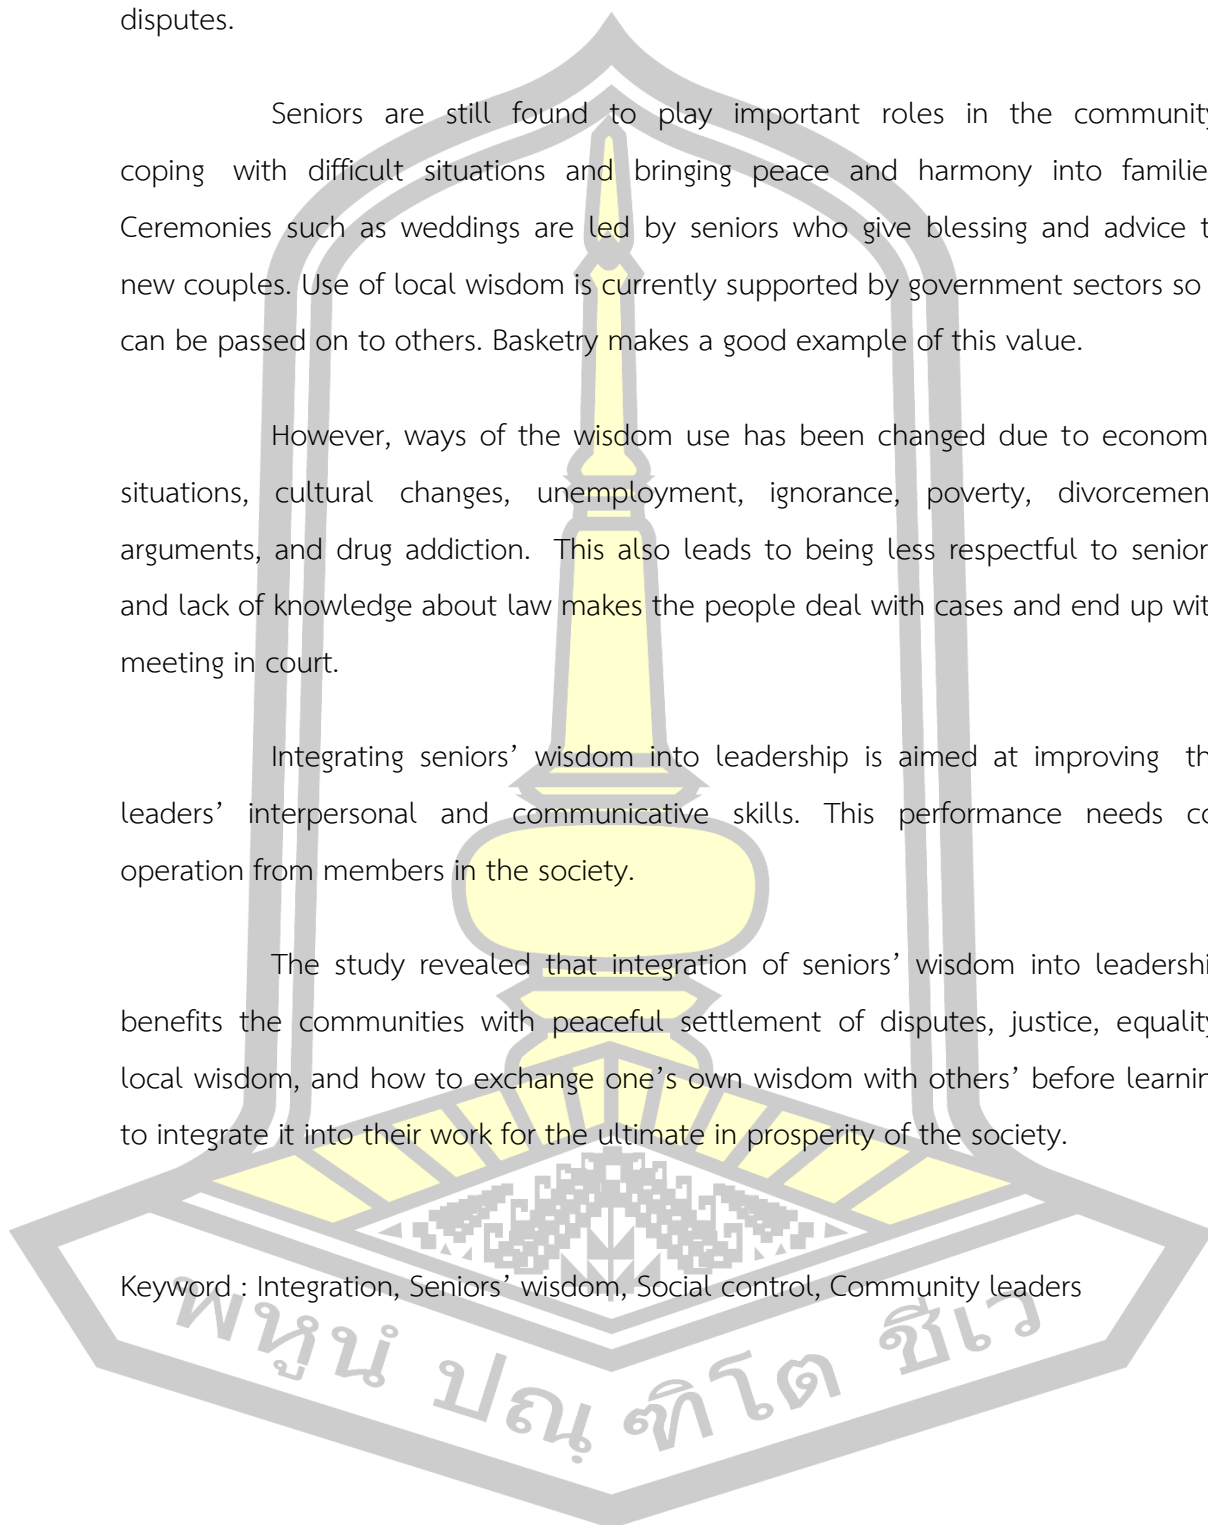 disputes.
Seniors are still found to play important roles in the community
coping with difficult situations and bringing peace and harmony into familie
Ceremonies such as weddings are led by seniors who give blessing and advice t
new couples. Use of local wisdom is currently supported by government sectors so
can be passed on to others. Basketry makes a good example of this value.
However, ways of the wisdom use has been changed due to econom
situations, cultural changes, unemployment, ignorance, poverty, divorcemen
arguments, and drug addiction. This also leads to being less respectful to senior
and lack of knowledge about law makes the people deal with cases and end up wit
meeting in court.
Integrating seniors’ wisdom into leadership is aimed at improving th
leaders’ interpersonal and communicative skills. This performance needs co
operation from members in the society.
The study revealed that integration of seniors’ wisdom into leadershi
benefits the communities with peaceful settlement of disputes, justice, equality
local wisdom, and how to exchange one’s own wisdom with others’ before learnin
to integrate it into their work for the ultimate in prosperity of the society.
Keyword : Integration, Seniors’ wisdom, Social control, Community leaders
พหูนํ ปณฺฑิโต ชีเว